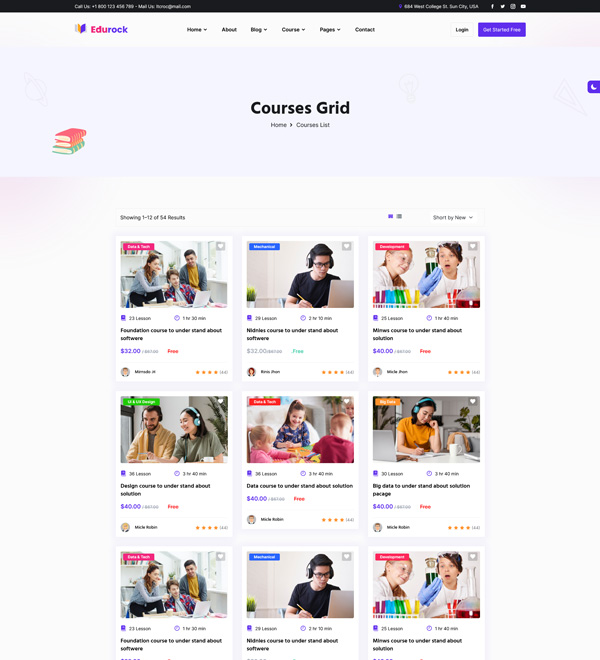 Call Us: +1 800 123 456 789 - Mail Us: Itcroc@mail.com
684 West College St. Sun City, USA
Edurock
Home About Blog Course Pages Contact
Login
Get Started Free
Courses Grid
Home Courses List
Showing 1–12 of 54 Results
Short by New
Data & Tech
23 Lesson 1 hr 30 min
Foundation course to under stand about
softwere
$32.00 / $67.00 Free
Mirnsdo .H
(44)
Mechanical
29 Lesson 2 hr 10 min
Nidnies course to under stand about
softwere
$32.00/$67.00 .Free
Rinis Jhon
(44)
Development
25 Lesson 1 hr 40 min
Minws course to under stand about
solution
$40.00 / $67.00 Free
Micle Jhon
(44)
UI & UX Design
36 Lesson 3 hr 40 min
Design course to under stand about
solution
$40.00 / $67.00 Free
Micle Robin
(44)
Data & Tech
36 Lesson 3 hr 40 min
Data course to under stand about solution
$40.00 / $67.00 Free
Micle Robin
(44)
Big Data
30 Lesson 3 hr 40 min
Big data to under stand about solution
pacage
$40.00 / $67.00 Free
Micle Robin
(44)
Data & Tech
23 Lesson 1 hr 30 min
Foundation course to under stand about
softwere
Mechanical
29 Lesson 2 hr 10 min
Nidnies course to under stand about
softwere
Development
25 Lesson 1 hr 40 min
Minws course to under stand about
solution